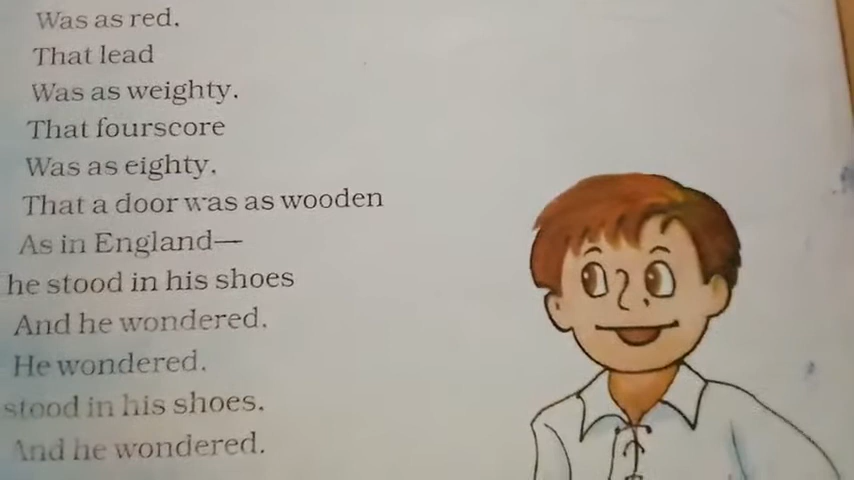 Was as red.
That lead
Was as weighty.
That fourscore
Was as eighty.
That a door was as wooden
As in England—
he stood in his shoes
And he wondered.
He wondered.
stood in his shoes.
And he wondered.